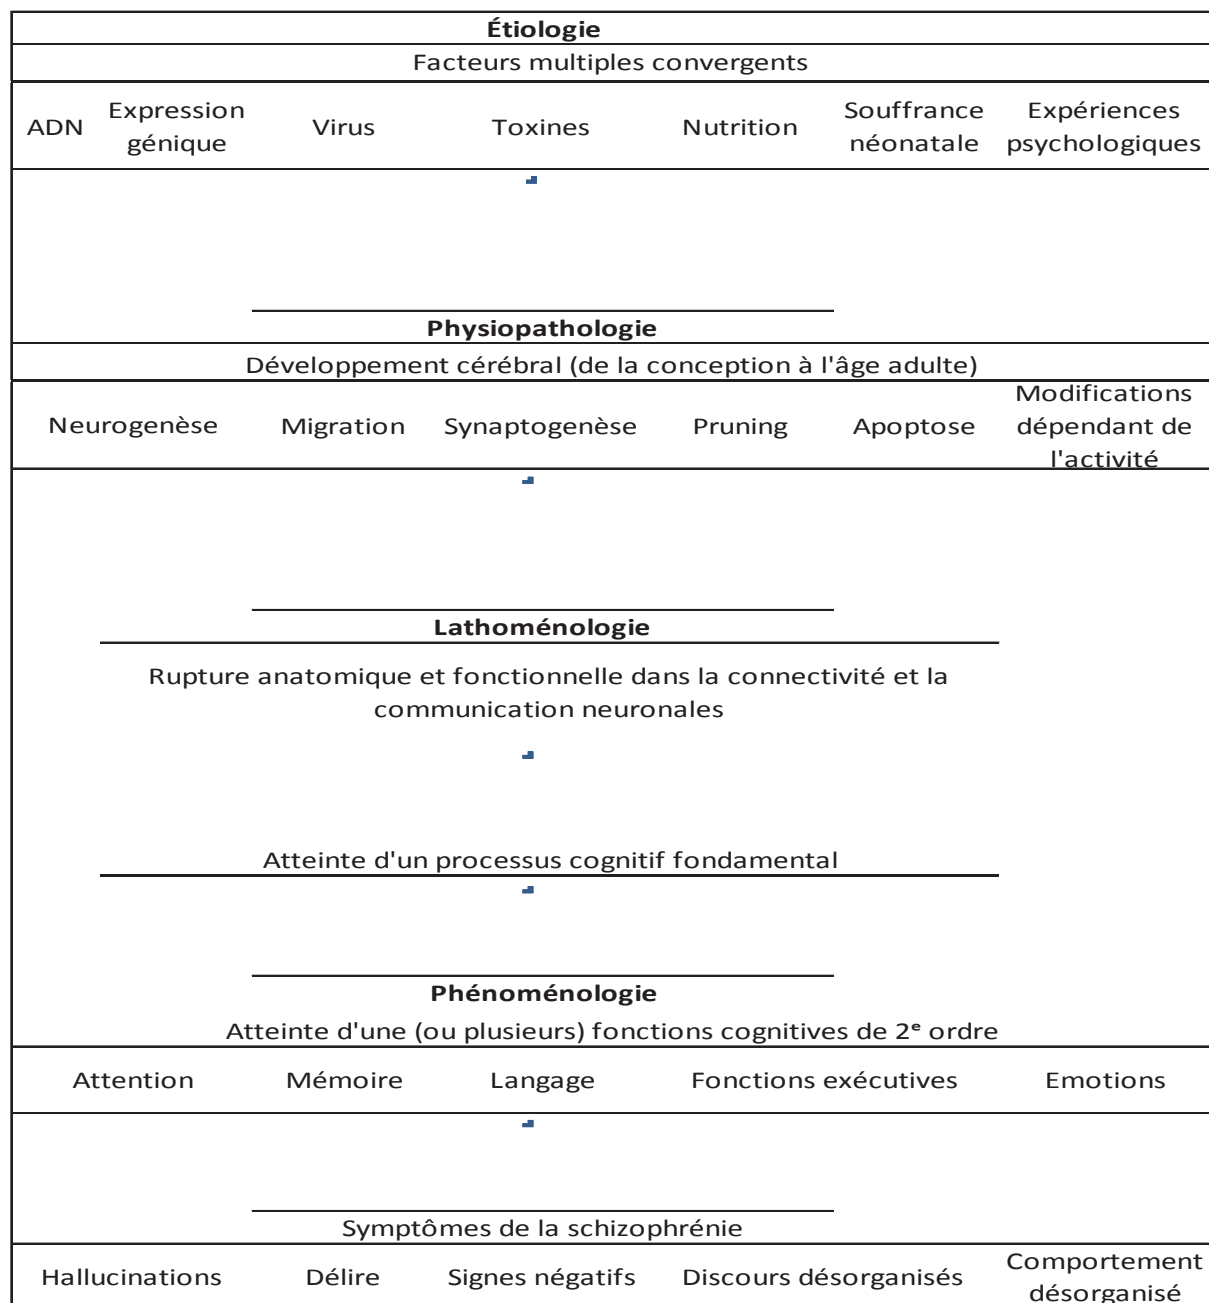 Étiologie
Facteurs multiples convergents
ADN Expression génique Virus Toxines Nutrition Souffrance néonatale Expériences psychologiques
Physiopathologie
Développement cérébral (de la conception à l'âge adulte)
Neurogenèse Migration Synaptogenèse Pruning Apoptose Modifications dépendant de l'activité
Lathoménologie
Rupture anatomique et fonctionnelle dans la connectivité et la
communication neuronales
Atteinte d'un processus cognitif fondamental
Phénoménologie
Atteinte d'une (ou plusieurs) fonctions cognitives de 2ᵉ ordre
Attention Mémoire Langage Fonctions exécutives Emotions
Symptômes de la schizophrénie
Hallucinations Délire Signes négatifs Discours désorganisés Comportement désorganisé